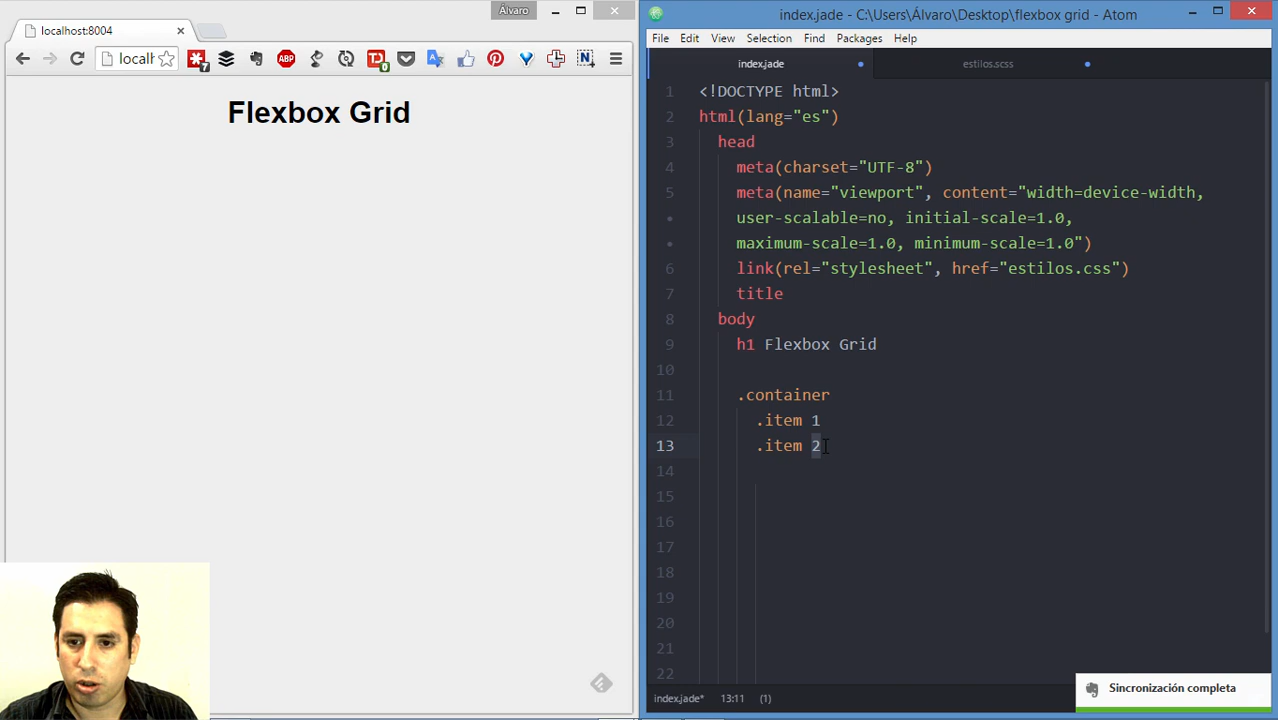 Álvaro
localhost:8004
localh
7
ABP
TD
0
N
Flexbox Grid
index.jade - C:\Users\Álvaro\Desktop\flexbox grid - Atom
File Edit View Selection Find Packages Help
index.jade
estilos.scss
1 <!DOCTYPE html>
2 html(lang="es")
3 head
4 meta(charset="UTF-8")
5 meta(name="viewport", content="width=device-width,
• user-scalable=no, initial-scale=1.0,
• maximum-scale=1.0, minimum-scale=1.0")
6 link(rel="stylesheet", href="estilos.css")
7 title
8 body
9 h1 Flexbox Grid
10
11 .container
12 .item 1
13 .item 2
14
15
16
17
18
19
20
21
22
index.jade* 13:11 (1)
Sincronización completa